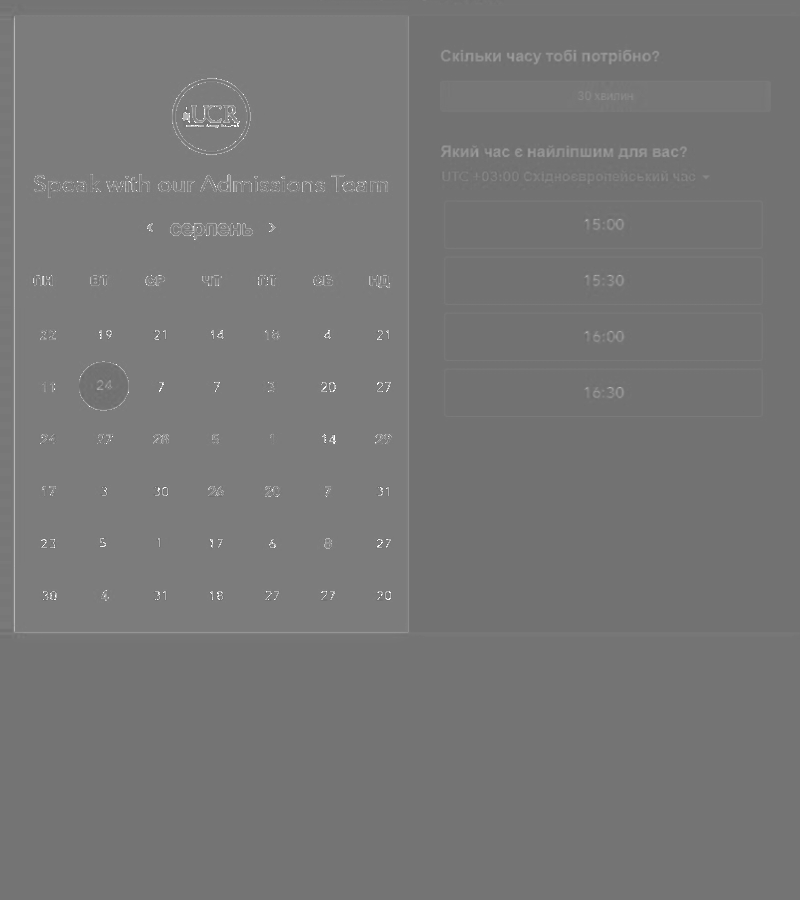 UCR
Speak with our Admissions Team
‹ серпень ›
ПН ВТ СР ЧТ ПТ СБ НД
22 19 21 14 16 4 21
11 24 7 7 3 20 27
24 27 28 5 1 14 29
17 3 30 26 20 7 31
23 5 1 17 6 8 27
30 4 31 18 27 27 20
Скільки часу тобі потрібно?
30 хвилин
Який час є найліпшим для вас?
UTC +03:00 Східноєвропейський час
15:00
15:30
16:00
16:30